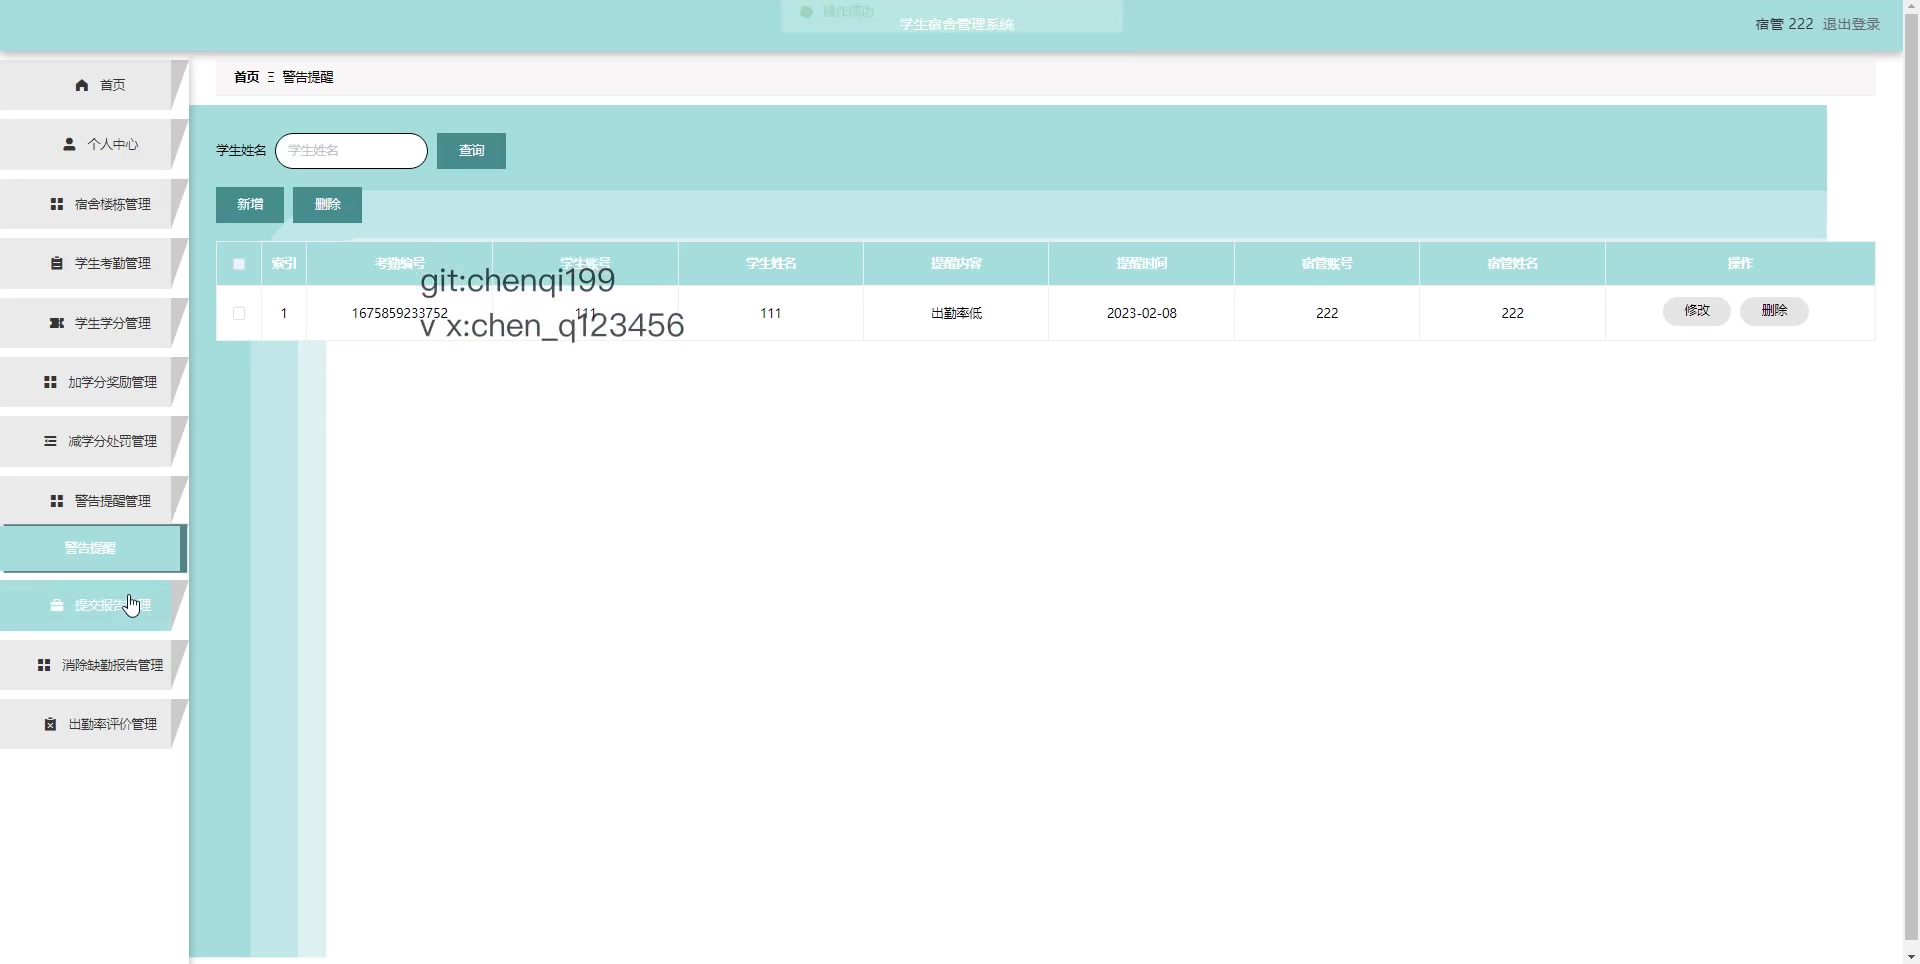 操作成功
学生宿舍管理系统
宿管 222 退出登录
首页
个人中心
宿舍楼栋管理
学生考勤管理
学生学分管理
加学分奖励管理
减学分处罚管理
警告提醒管理
警告提醒
提交报告管理
消除缺勤报告管理
出勤率评价管理
首页 Ξ 警告提醒
学生姓名 学生姓名 查询
新增 删除
索引 考勤编号 学生账号 学生姓名 提醒内容 提醒时间 宿管账号 宿管姓名 操作
1 1675859233752 111 111 出勤率低 2023-02-08 222 222 修改 删除
git:chenqi199
v x:chen_q123456